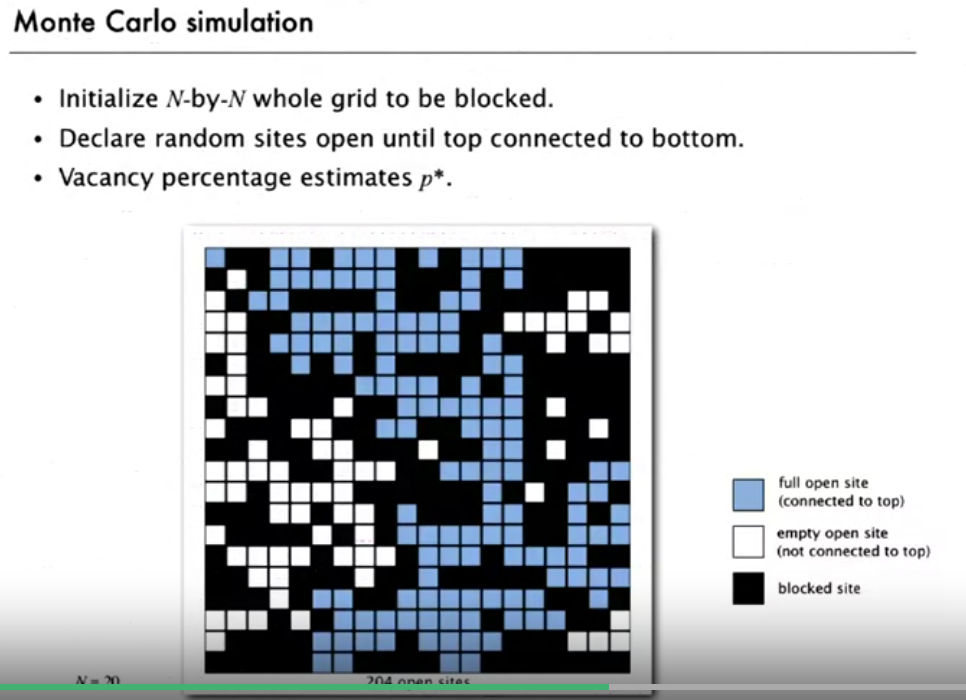 Monte Carlo simulation
• Initialize N-by-N whole grid to be blocked.
• Declare random sites open until top connected to bottom.
• Vacancy percentage estimates p*.
full open site
(connected to top)
empty open site
(not connected to top)
blocked site
N = 20
204 open sites